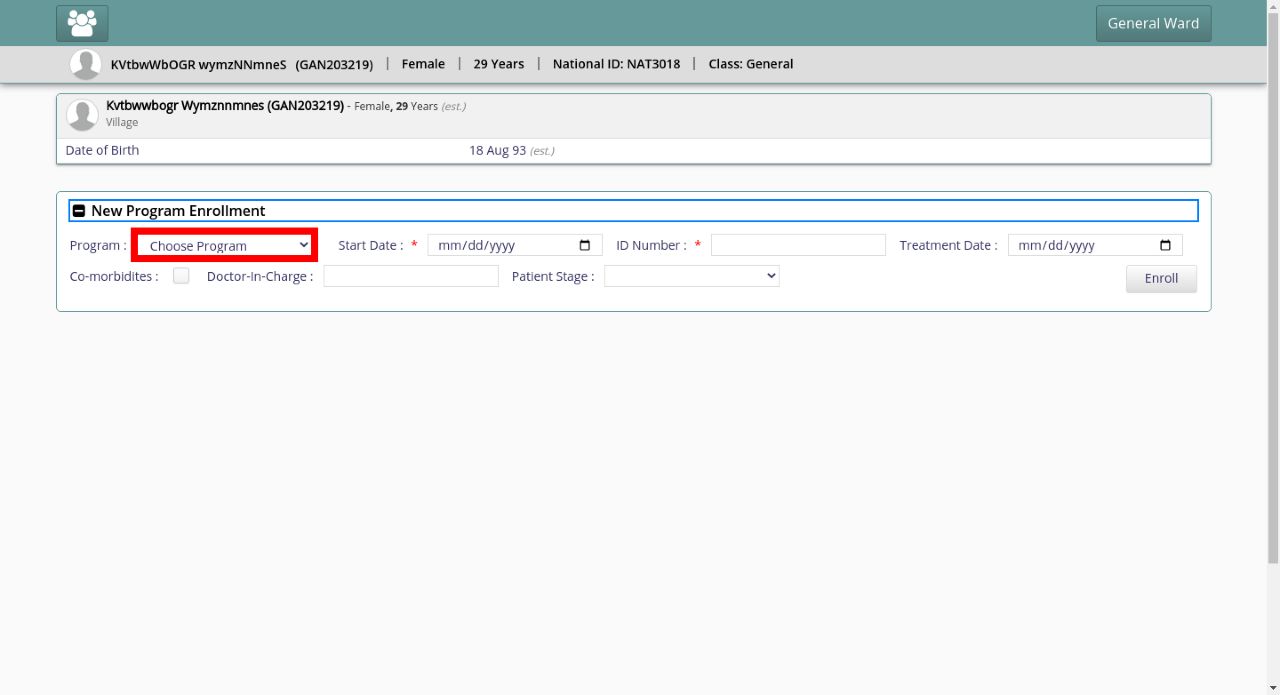 General Ward
KVtbwWbOGR wymzNNmneS (GAN203219) | Female | 29 Years | National ID: NAT3018 | Class: General
Kvtbwwbogr Wymznnmnes (GAN203219) - Female, 29 Years (est.)
Village
Date of Birth 18 Aug 93 (est.)
New Program Enrollment
Program : Choose Program Start Date : * mm/dd/yyyy ID Number : * Treatment Date : mm/dd/yyyy
Co-morbidites : Doctor-In-Charge : Patient Stage : Enroll